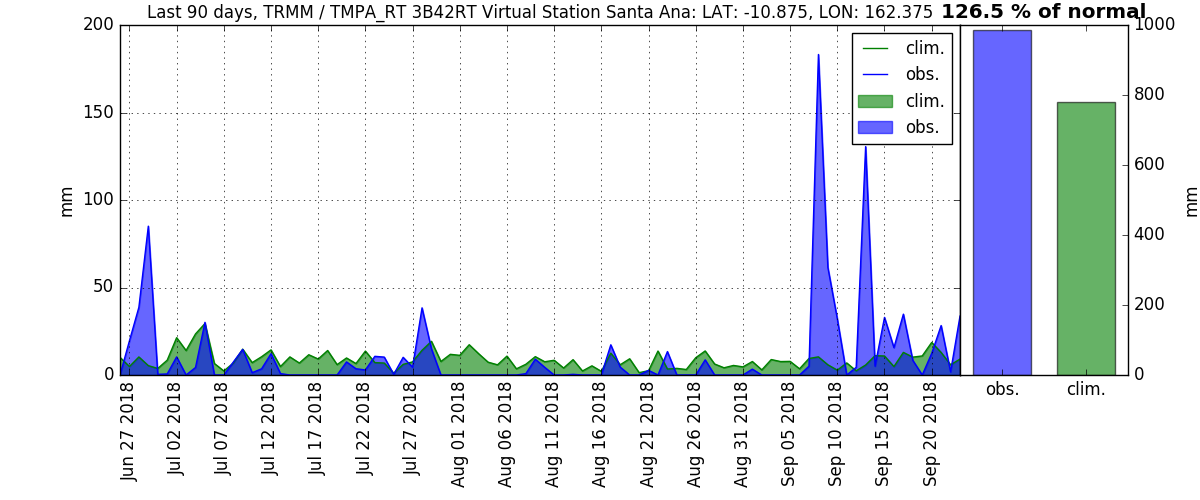 Last 90 days, TRMM / TMPA_RT 3B42RT Virtual Station Santa Ana: LAT: -10.875, LON: 162.375 126.5 % of normal
200
150
100
50
0
mm
clim.
obs.
clim.
obs.
1000
800
600
400
200
0
mm
obs. clim.
Jun 27 2018
Jul 02 2018
Jul 07 2018
Jul 12 2018
Jul 17 2018
Jul 22 2018
Jul 27 2018
Aug 01 2018
Aug 06 2018
Aug 11 2018
Aug 16 2018
Aug 21 2018
Aug 26 2018
Aug 31 2018
Sep 05 2018
Sep 10 2018
Sep 15 2018
Sep 20 2018